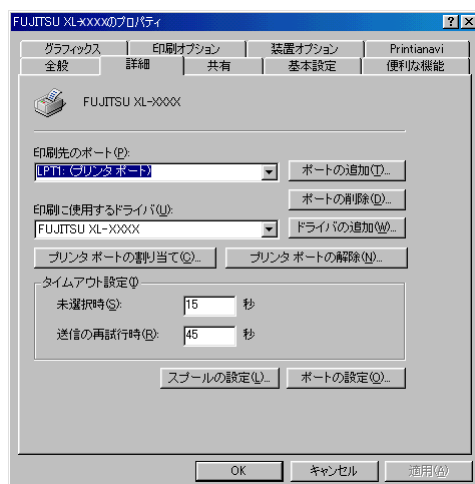 FUJITSU XL-XXXXのプロパティ
グラフィックス 印刷オプション 装置オプション Printianavi
全般 詳細 共有 基本設定 便利な機能
FUJITSU XL-XXXX
印刷先のポート(P):
LPT1: (プリンタ ポート) ポートの追加(T)...
ポートの削除(D)...
印刷に使用するドライバ(U):
FUJITSU XL-XXXX ドライバの追加(W)...
プリンタ ポートの割り当て(C)... プリンタ ポートの解除(N)...
タイムアウト設定①
未選択時(S): 15 秒
送信の再試行時(R): 45 秒
スプールの設定(L)... ポートの設定(O)...
OK キャンセル 適用(A)